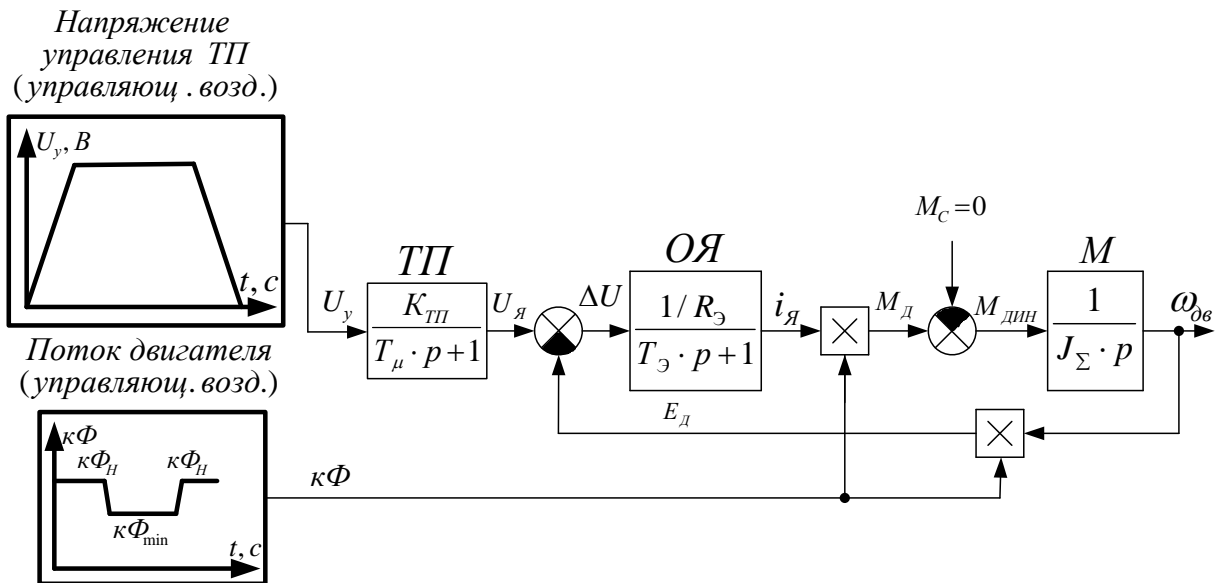 Напряжение
управления ТП
(управляющ . возд.)
U_у, В
t, с
Поток двигателя
(управляющ. возд.)
кФ
кФ_Н кФ_Н
кФ_min
t, с
U_у
ТП
K_ТП
T_μ · p + 1
U_Я
ΔU
ОЯ
1 / R_Э
T_Э · p + 1
i_Я
×
M_Д
M_С = 0
M_ДИН
М
1
J_Σ · p
ω_дв
E_Д
×
кФ